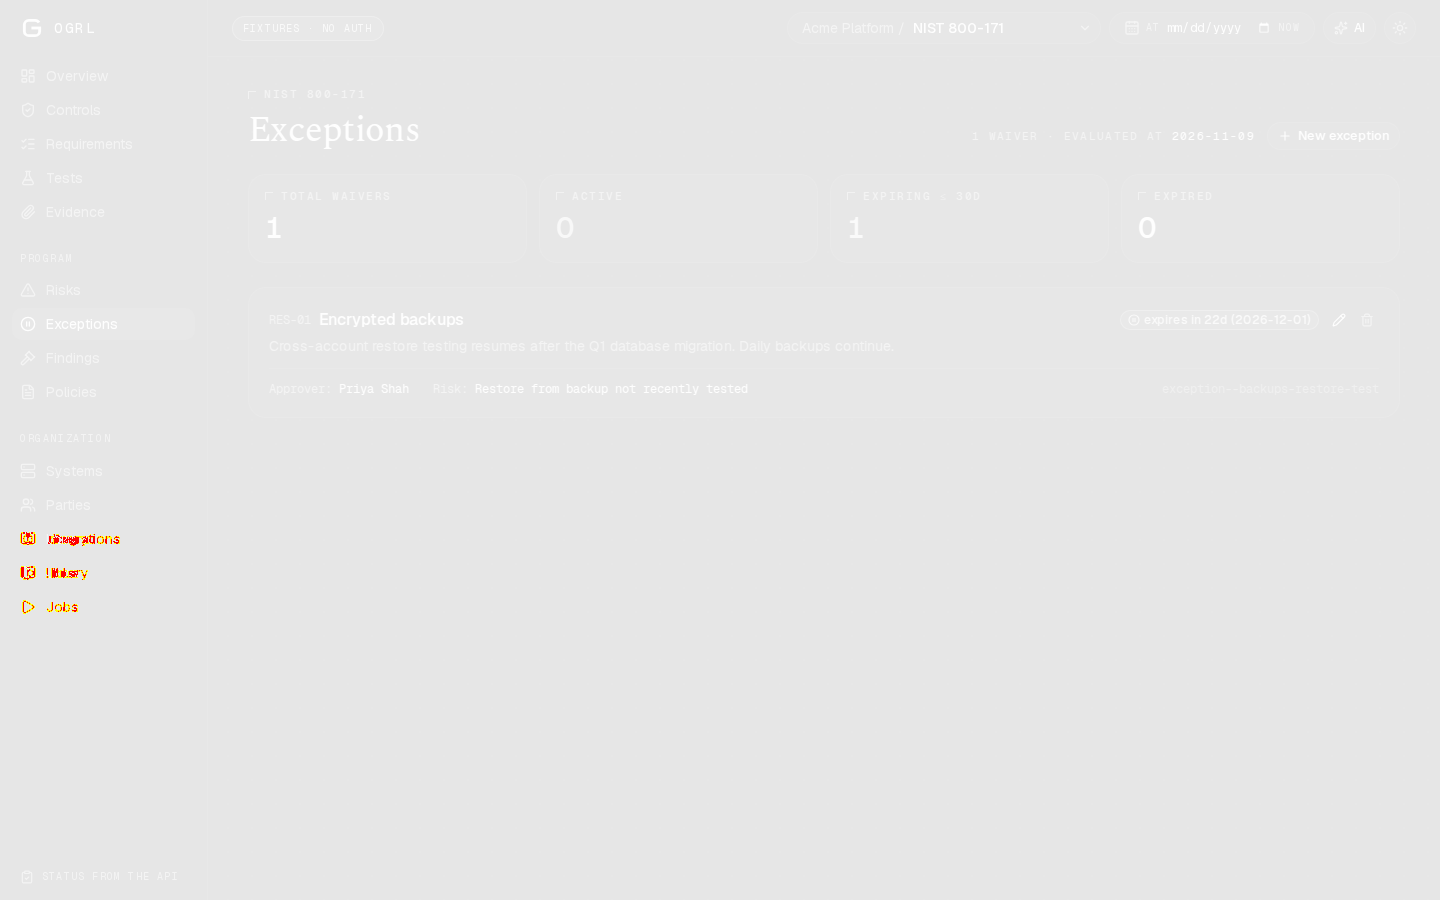 OGRL
FIXTURES NO AUTH
Acme Platform / NIST 800-171
AT mm/dd/yyyy NOW
AI
Overview
Controls
Requirements
Tests
Evidence
PROGRAM
Risks
Exceptions
Findings
Policies
ORGANIZATION
Systems
Parties
Jobs
STATUS FROM THE API
NIST 800-171
Exceptions
1 WAIVER · EVALUATED AT 2026-11-09
New exception
TOTAL WAIVERS
1
ACTIVE
0
EXPIRING ≤ 30D
1
EXPIRED
0
RES-01 Encrypted backups
expires in 22d (2026-12-01)
Cross-account restore testing resumes after the Q1 database migration. Daily backups continue.
Approver: Priya Shah Risk: Restore from backup not recently tested
exception--backups-restore-test